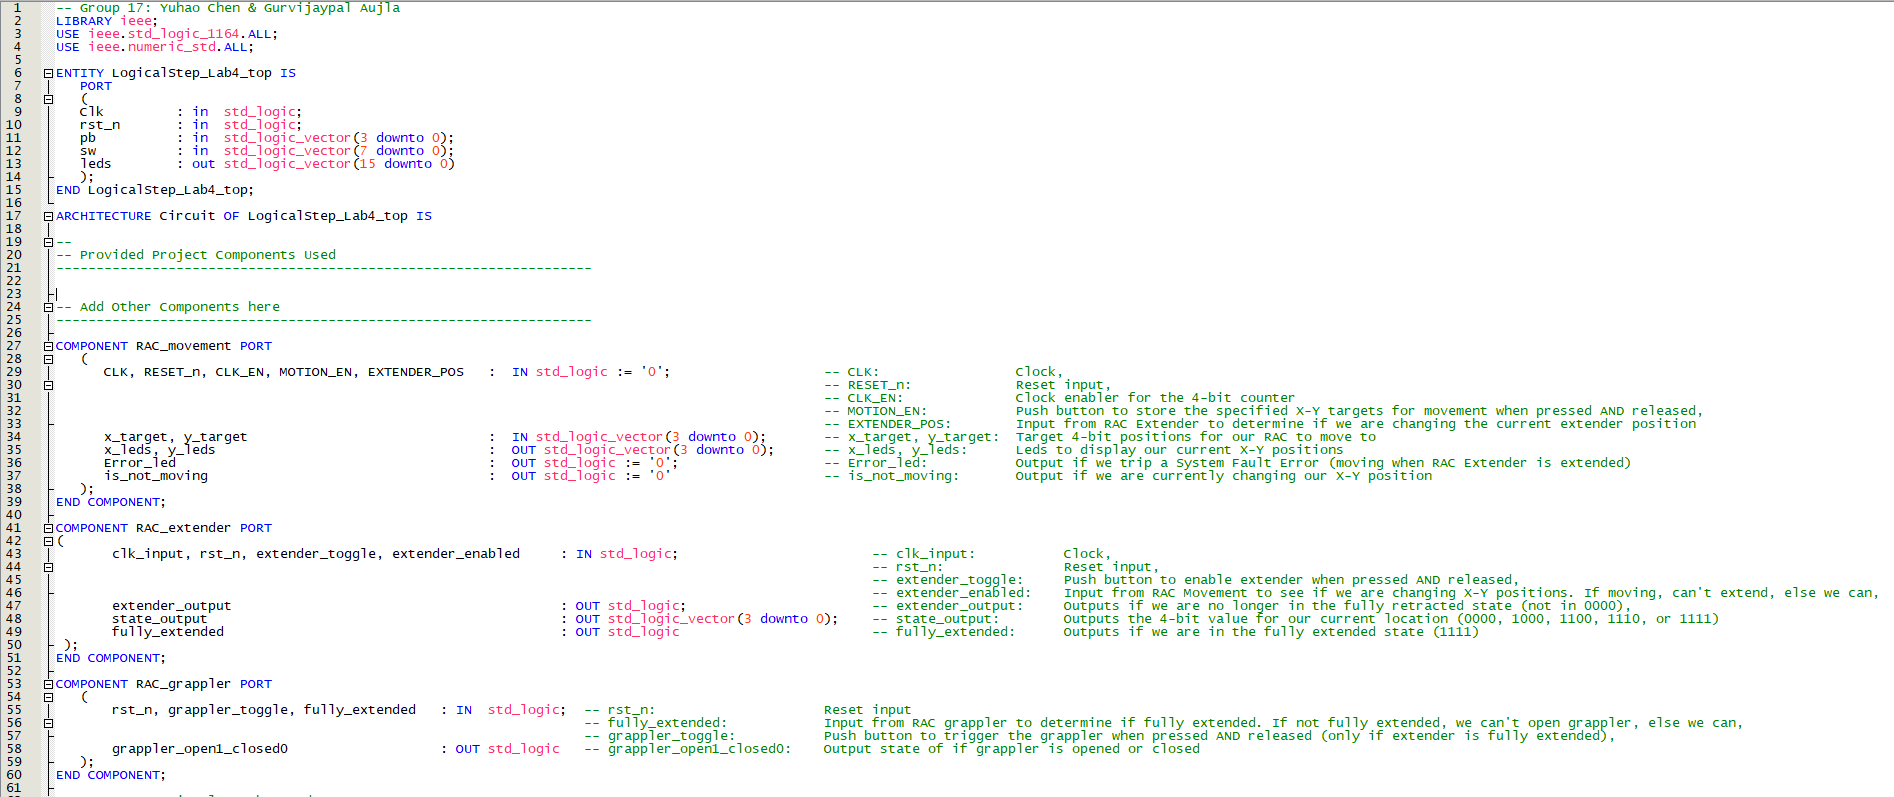 1 -- Group 17: Yuhao Chen & Gurvijaypal Aujla
2 LIBRARY ieee;
3 USE ieee.std_logic_1164.ALL;
4 USE ieee.numeric_std.ALL;
5
6 ENTITY LogicalStep_Lab4_top IS
7 PORT
8 (
9 Clk : in std_logic;
10 rst_n : in std_logic;
11 pb : in std_logic_vector(3 downto 0);
12 sw : in std_logic_vector(7 downto 0);
13 leds : out std_logic_vector(15 downto 0)
14 );
15 END LogicalStep_Lab4_top;
16
17 ARCHITECTURE Circuit OF LogicalStep_Lab4_top IS
18
19 --
20 -- Provided Project Components Used
21 -------------------------------------------------------------------
22
23
24 -- Add Other Components here
25 -------------------------------------------------------------------
26
27 COMPONENT RAC_movement PORT
28 (
29 CLK, RESET_n, CLK_EN, MOTION_EN, EXTENDER_POS : IN std_logic := '0'; -- CLK: Clock,
30 -- RESET_n: Reset input,
31 -- CLK_EN: Clock enabler for the 4-bit counter
32 -- MOTION_EN: Push button to store the specified X-Y targets for movement when pressed AND released,
33 -- EXTENDER_POS: Input from RAC Extender to determine if we are changing the current extender position
34 x_target, y_target : IN std_logic_vector(3 downto 0); -- x_target, y_target: Target 4-bit positions for our RAC to move to
35 x_leds, y_leds : OUT std_logic_vector(3 downto 0); -- x_leds, y_leds: Leds to display our current X-Y positions
36 Error_led : OUT std_logic := '0'; -- Error_led: Output if we trip a System Fault Error (moving when RAC Extender is extended)
37 is_not_moving : OUT std_logic := '0' -- is_not_moving: Output if we are currently changing our X-Y position
38 );
39 END COMPONENT;
40
41 COMPONENT RAC_extender PORT
42 (
43 clk_input, rst_n, extender_toggle, extender_enabled : IN std_logic; -- clk_input: Clock,
44 -- rst_n: Reset input,
45 -- extender_toggle: Push button to enable extender when pressed AND released,
46 -- extender_enabled: Input from RAC Movement to see if we are changing X-Y positions. If moving, can't extend, else we can,
47 extender_output : OUT std_logic; -- extender_output: Outputs if we are no longer in the fully retracted state (not in 0000),
48 state_output : OUT std_logic_vector(3 downto 0); -- state_output: Outputs the 4-bit value for our current location (0000, 1000, 1100, 1110, or 1111)
49 fully_extended : OUT std_logic -- fully_extended: Outputs if we are in the fully extended state (1111)
50 );
51 END COMPONENT;
52
53 COMPONENT RAC_grappler PORT
54 (
55 rst_n, grappler_toggle, fully_extended : IN std_logic; -- rst_n: Reset input
56 -- fully_extended: Input from RAC grappler to determine if fully extended. If not fully extended, we can't open grappler, else we can,
57 -- grappler_toggle: Push button to trigger the grappler when pressed AND released (only if extender is fully extended),
58 grappler_open1_closed0 : OUT std_logic -- grappler_open1_closed0: Output state of if grappler is opened or closed
59 );
60 END COMPONENT;
61